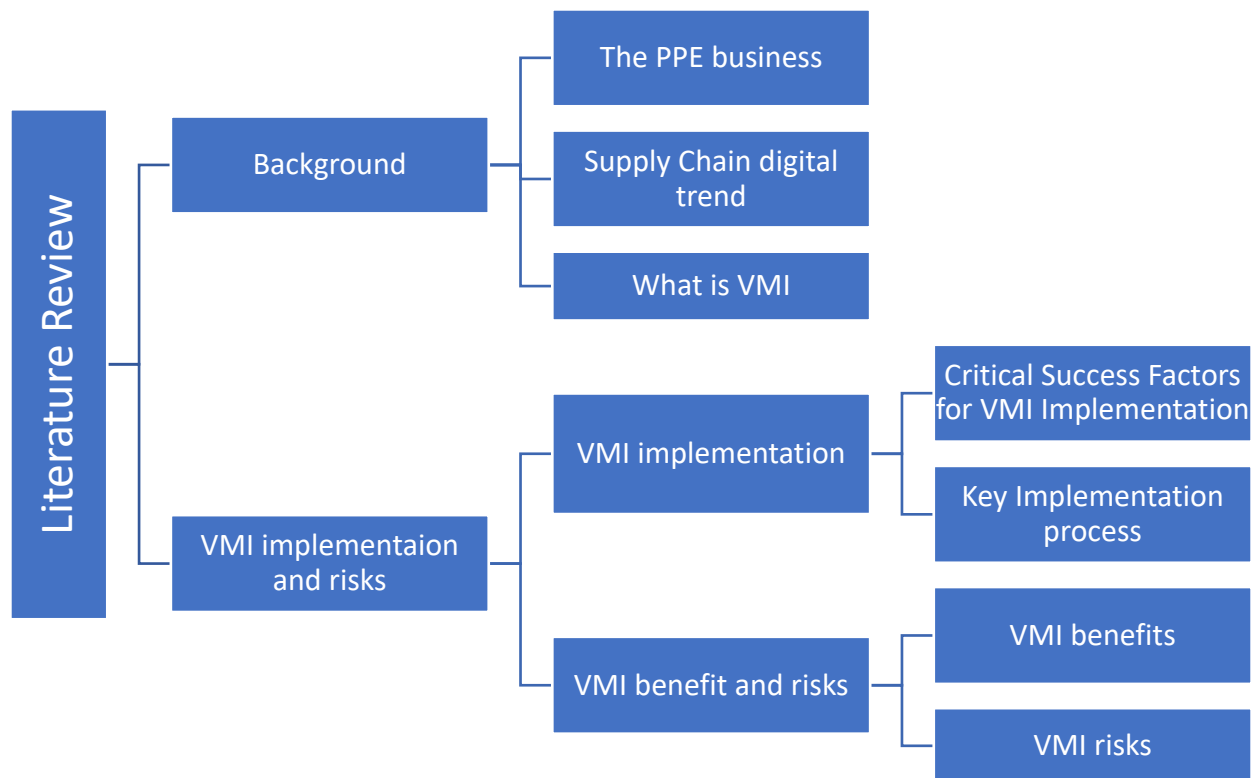 Literature Review
Background
The PPE business
Supply Chain digital
trend
What is VMI
VMI implementaion
and risks
VMI implementation
Critical Success Factors
for VMI Implementation
Key Implementation
process
VMI benefit and risks
VMI benefits
VMI risks